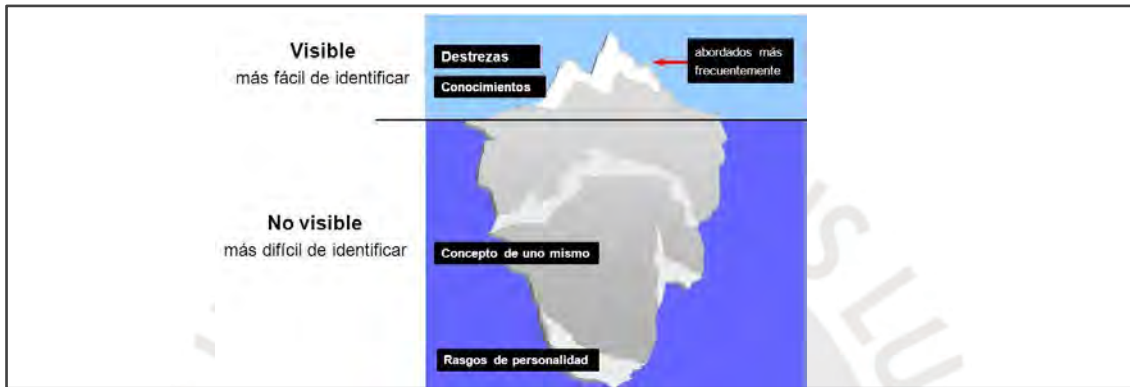 Visible
más fácil de identificar
Destrezas
Conocimientos
abordados más
frecuentemente
No visible
más difícil de identificar
Concepto de uno mismo
Rasgos de personalidad